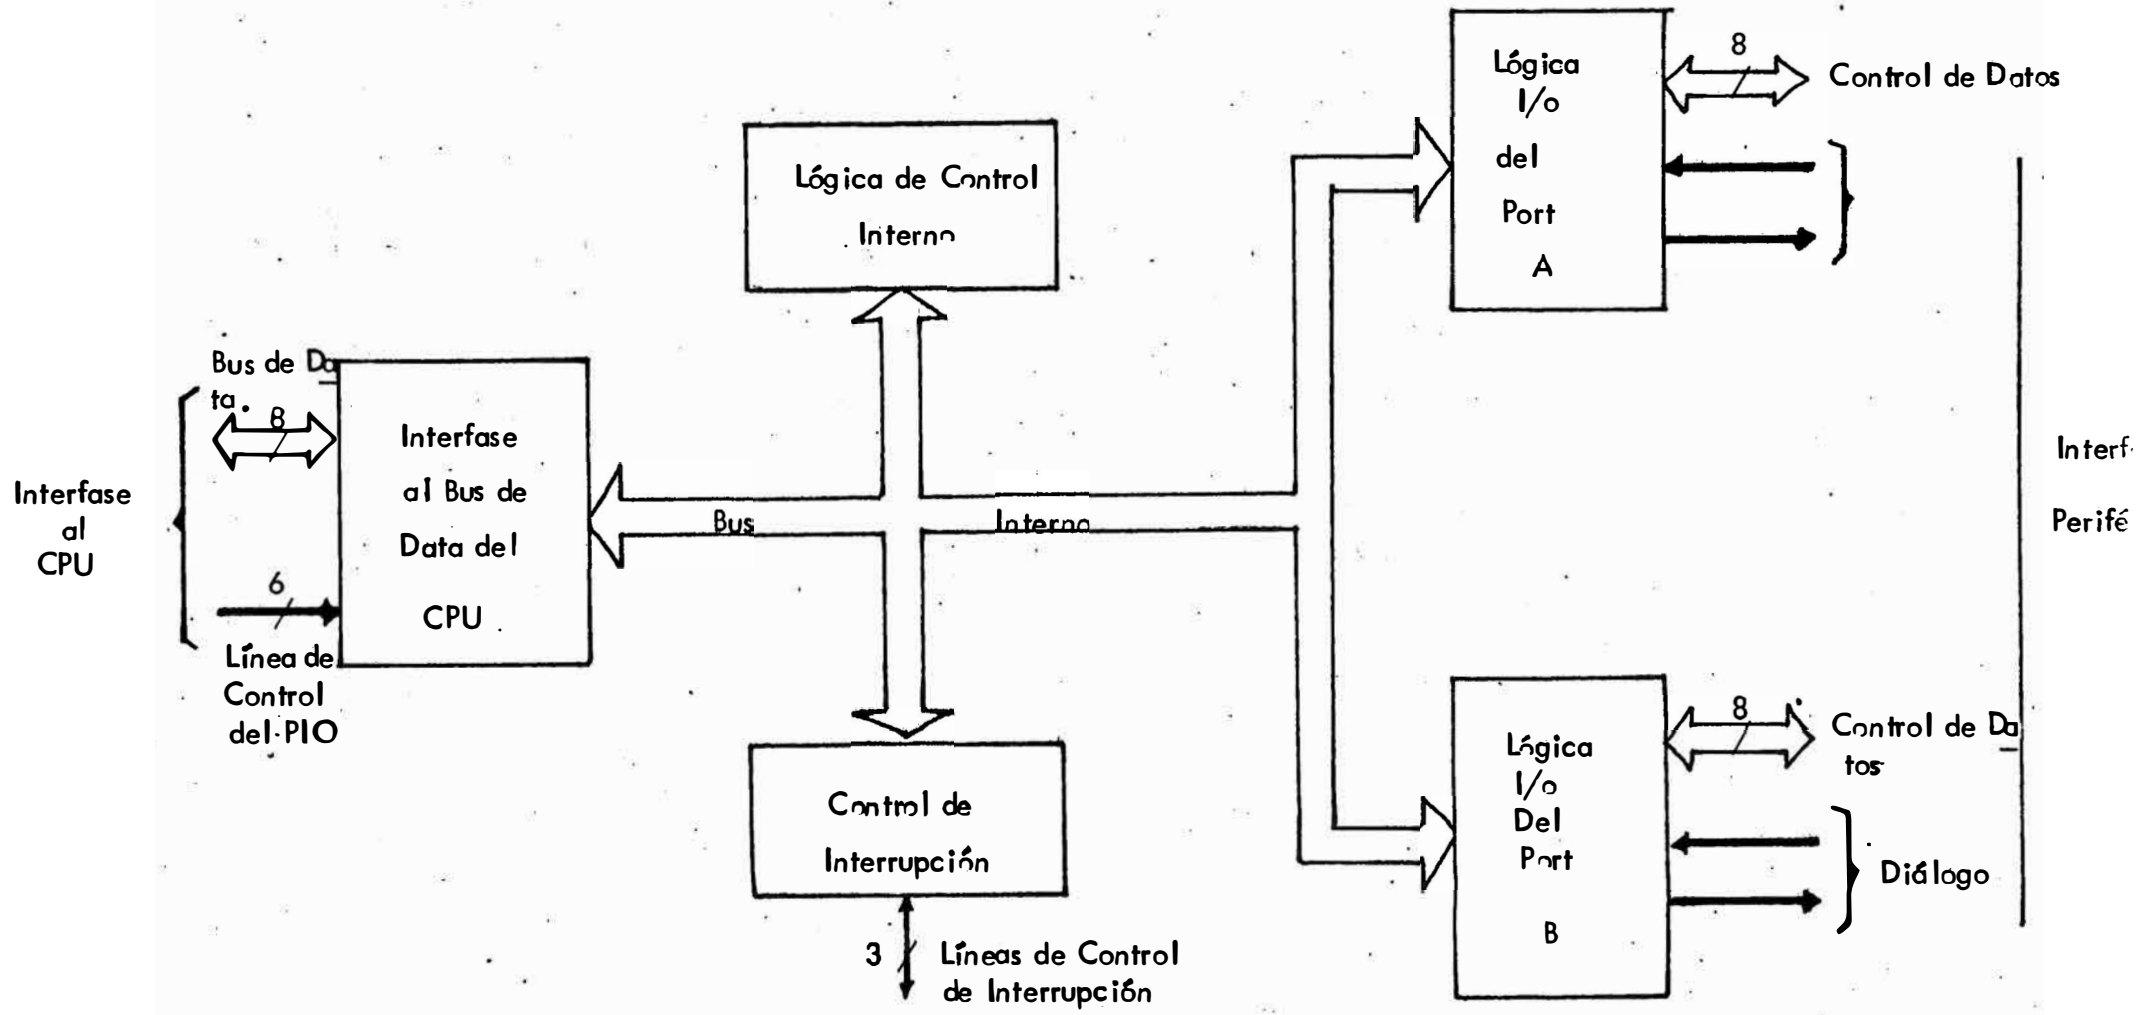 Interfase
al
CPU
Bus de Da
ta.
8
6
Línea de
Control
del PIO
Interfase
al Bus de
Data del
CPU
Lógica de Control
Interno
Bus
Interno
Control de
Interrupción
3
Líneas de Control
de Interrupción
Lógica
I/o
del
Port
A
8
Control de Datos
Lógica
I/o
Del
Port
B
8
Control de Da
tos
Diálogo
Interf
Perifé